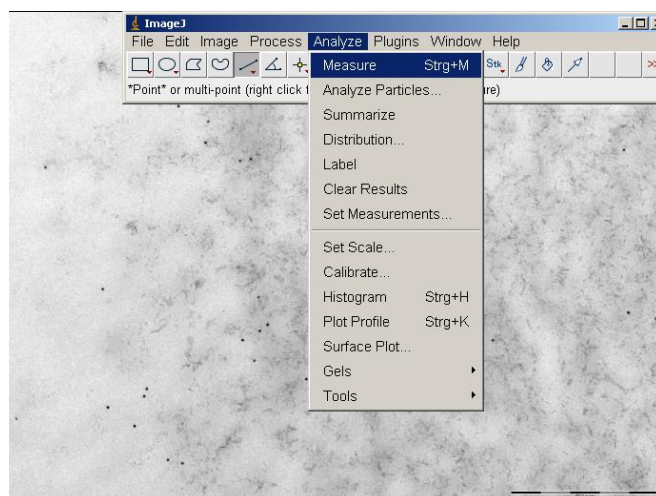 ImageJ
File Edit Image Process Analyze Plugins Window Help
Stk >>
*Point* or multi-point (right click
ure)
Measure Strg+M
Analyze Particles...
Summarize
Distribution...
Label
Clear Results
Set Measurements...
Set Scale...
Calibrate...
Histogram Strg+H
Plot Profile Strg+K
Surface Plot...
Gels
Tools